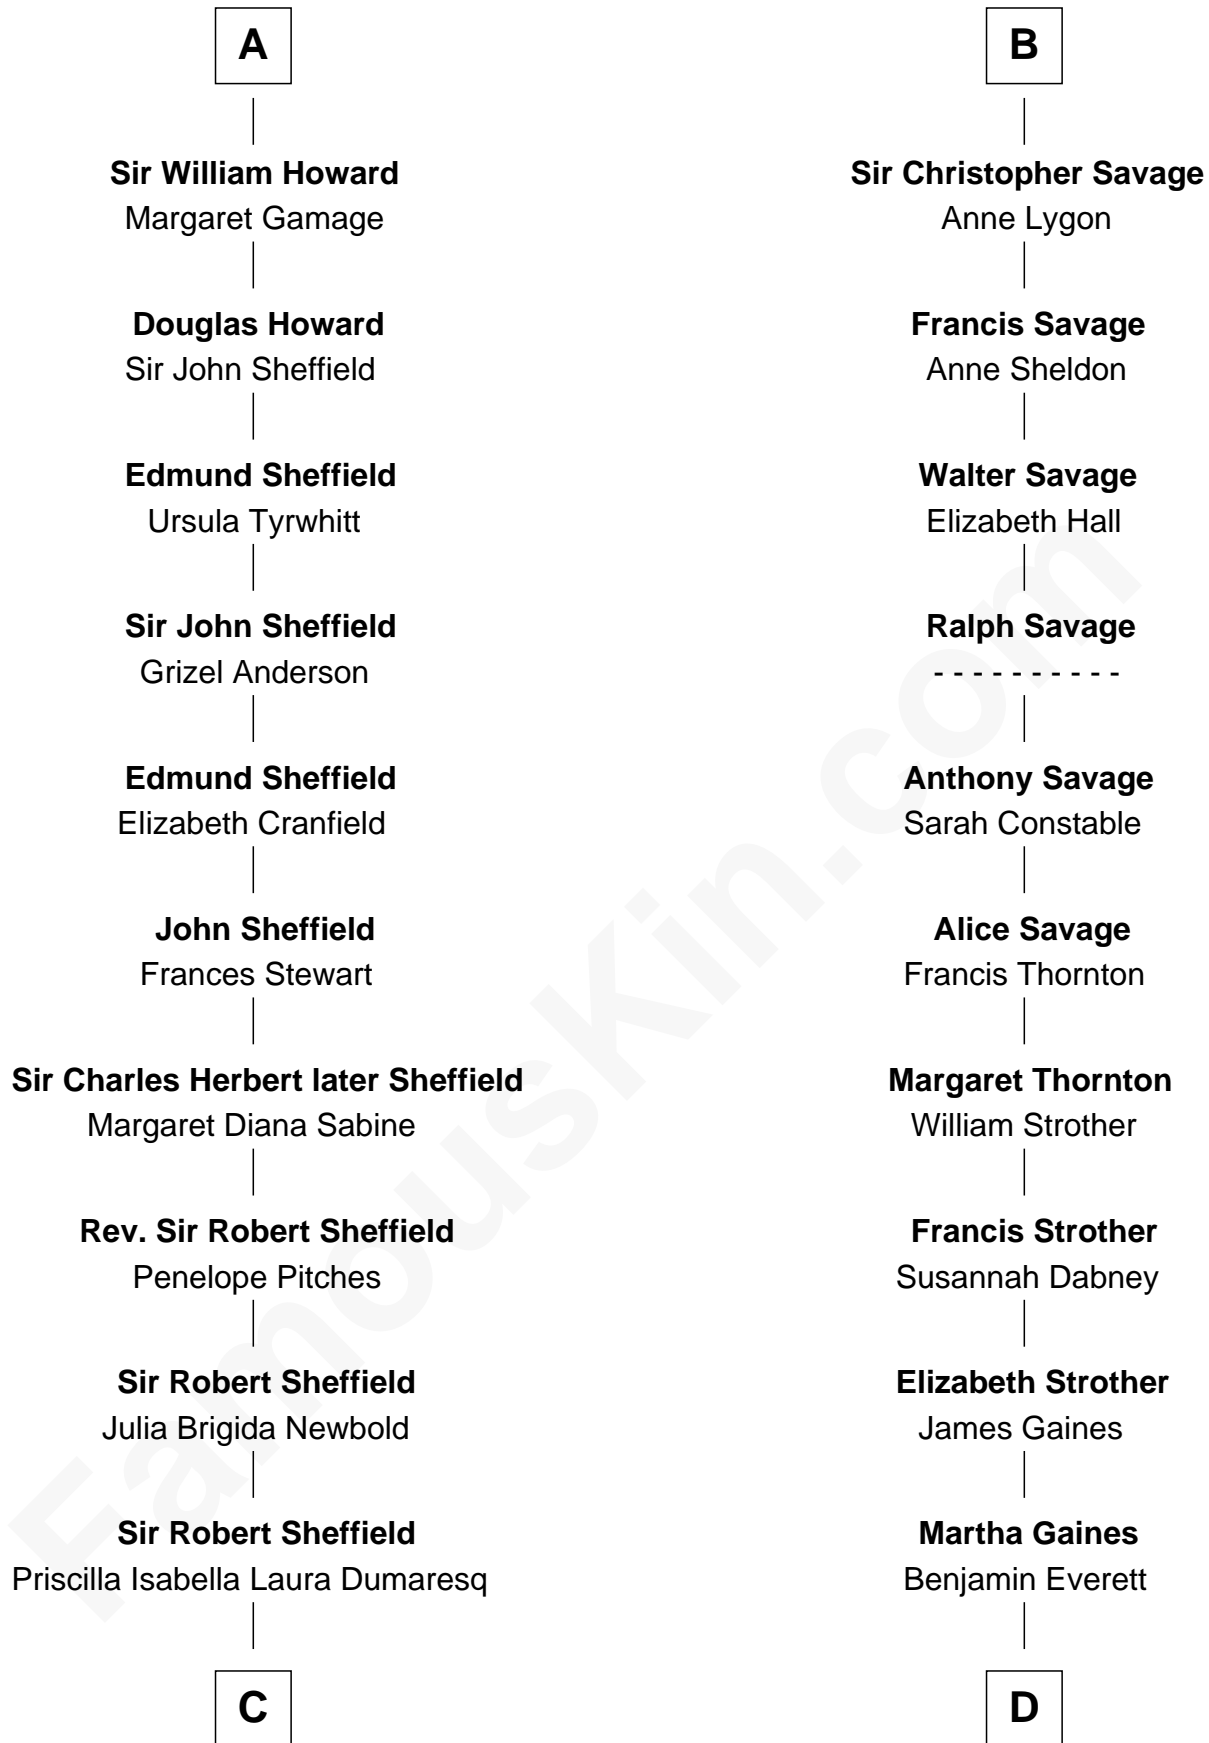 A
Sir William Howard
Margaret Gamage
Douglas Howard
Sir John Sheffield
Edmund Sheffield
Ursula Tyrwhitt
Sir John Sheffield
Grizel Anderson
Edmund Sheffield
Elizabeth Cranfield
John Sheffield
Frances Stewart
Sir Charles Herbert later Sheffield
Margaret Diana Sabine
Rev. Sir Robert Sheffield
Penelope Pitches
Sir Robert Sheffield
Julia Brigida Newbold
Sir Robert Sheffield
Priscilla Isabella Laura Dumaresq
C
B
Sir Christopher Savage
Anne Lygon
Francis Savage
Anne Sheldon
Walter Savage
Elizabeth Hall
Ralph Savage
- - - - - - - - - -
Anthony Savage
Sarah Constable
Alice Savage
Francis Thornton
Margaret Thornton
William Strother
Francis Strother
Susannah Dabney
Elizabeth Strother
James Gaines
Martha Gaines
Benjamin Everett
D
FamousKin.com